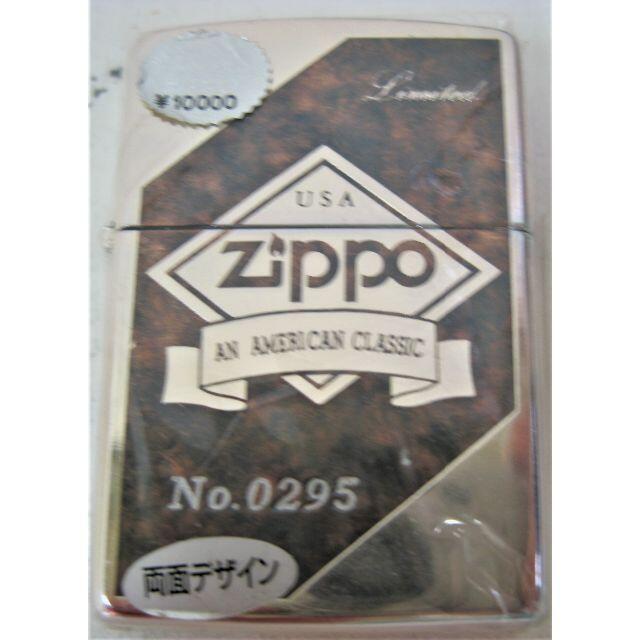 ¥10000
Limited
USA
Zippo
AN AMERICAN CLASSIC
No.0295
両面デザイン